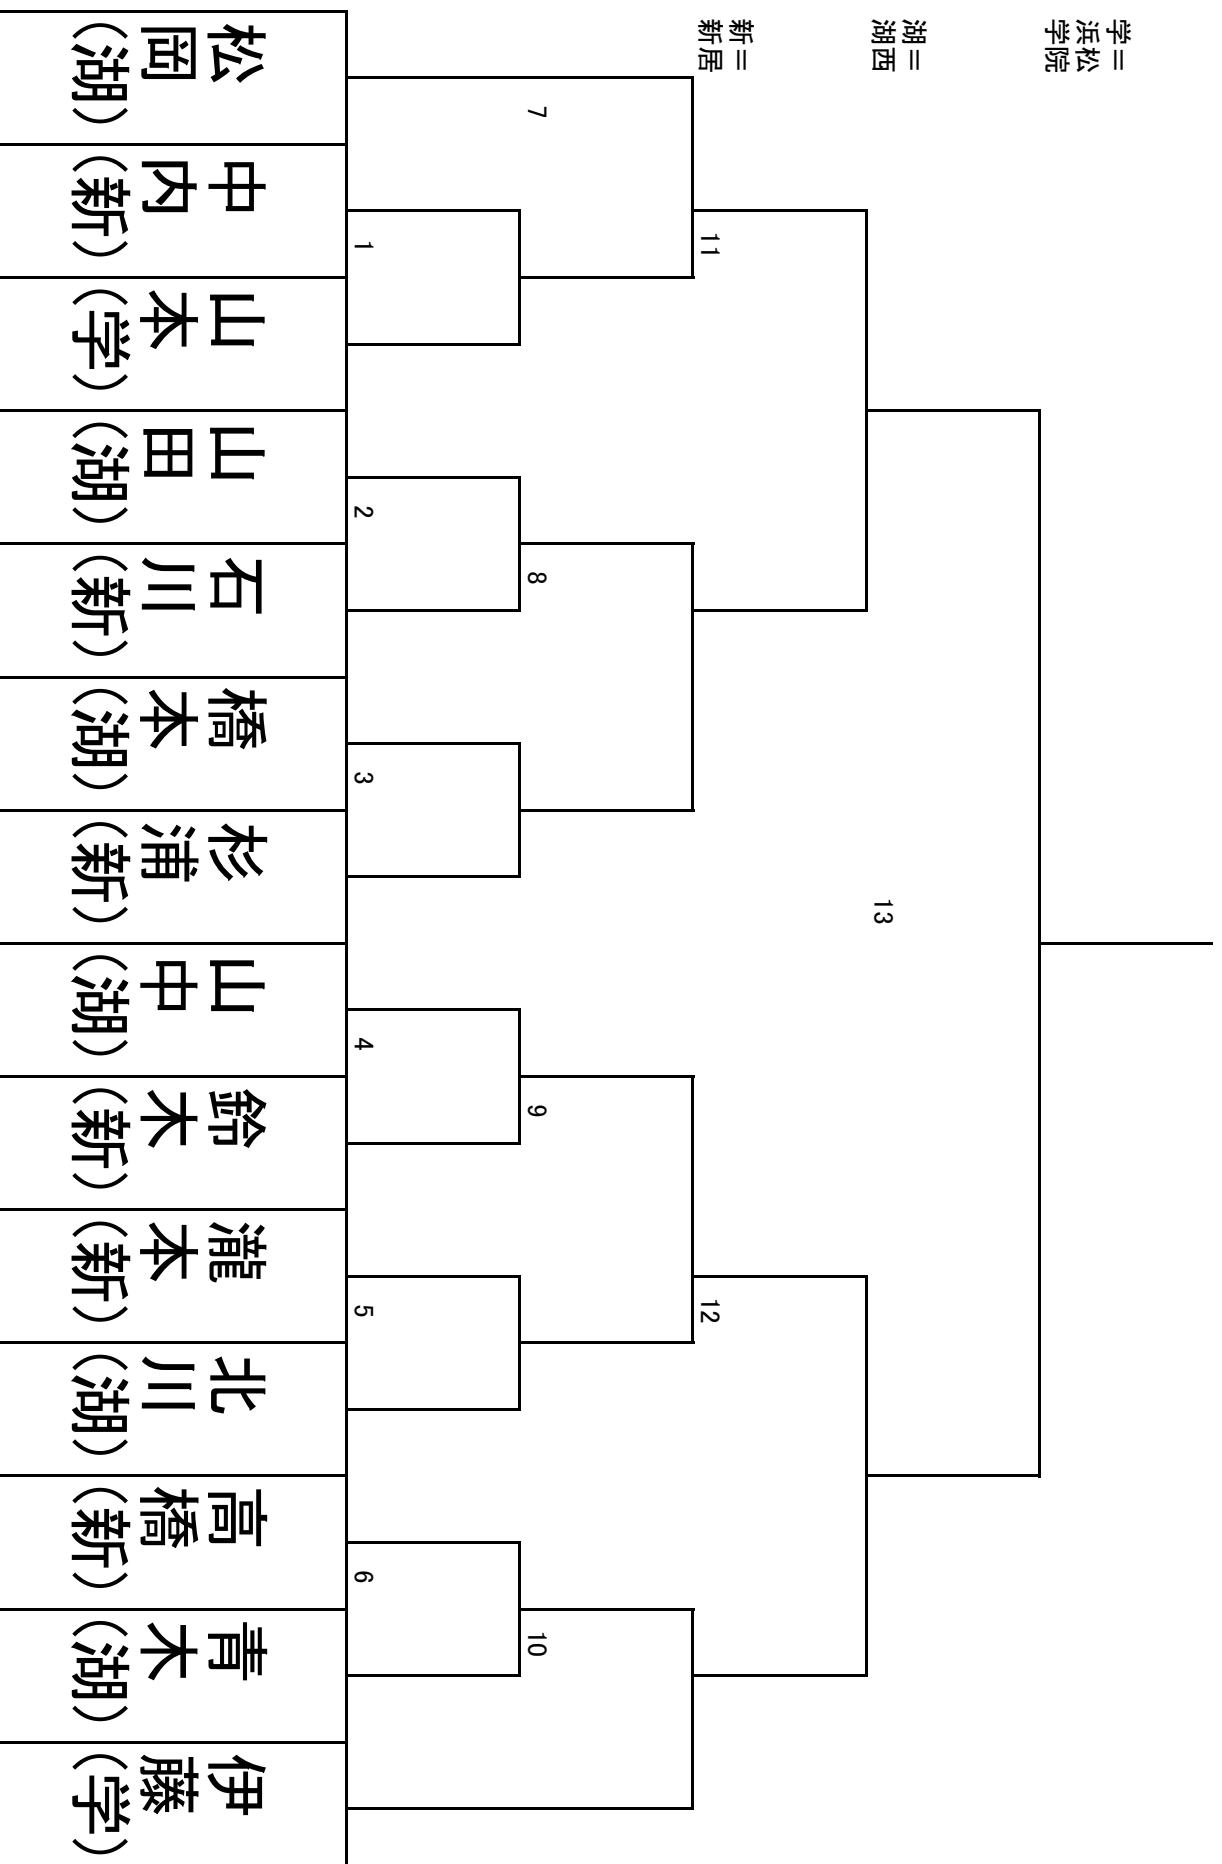 学＝
浜松
学院
湖＝
湖西
新＝
新居
松岡（湖）
中内（新）
山本（学）
山田（湖）
石川（新）
橋本（湖）
杉浦（新）
山中（湖）
鈴木（新）
瀧本（新）
北川（湖）
高橋（新）
青木（湖）
伊藤（学）
1
2
3
4
5
6
7
8
9
10
11
12
13